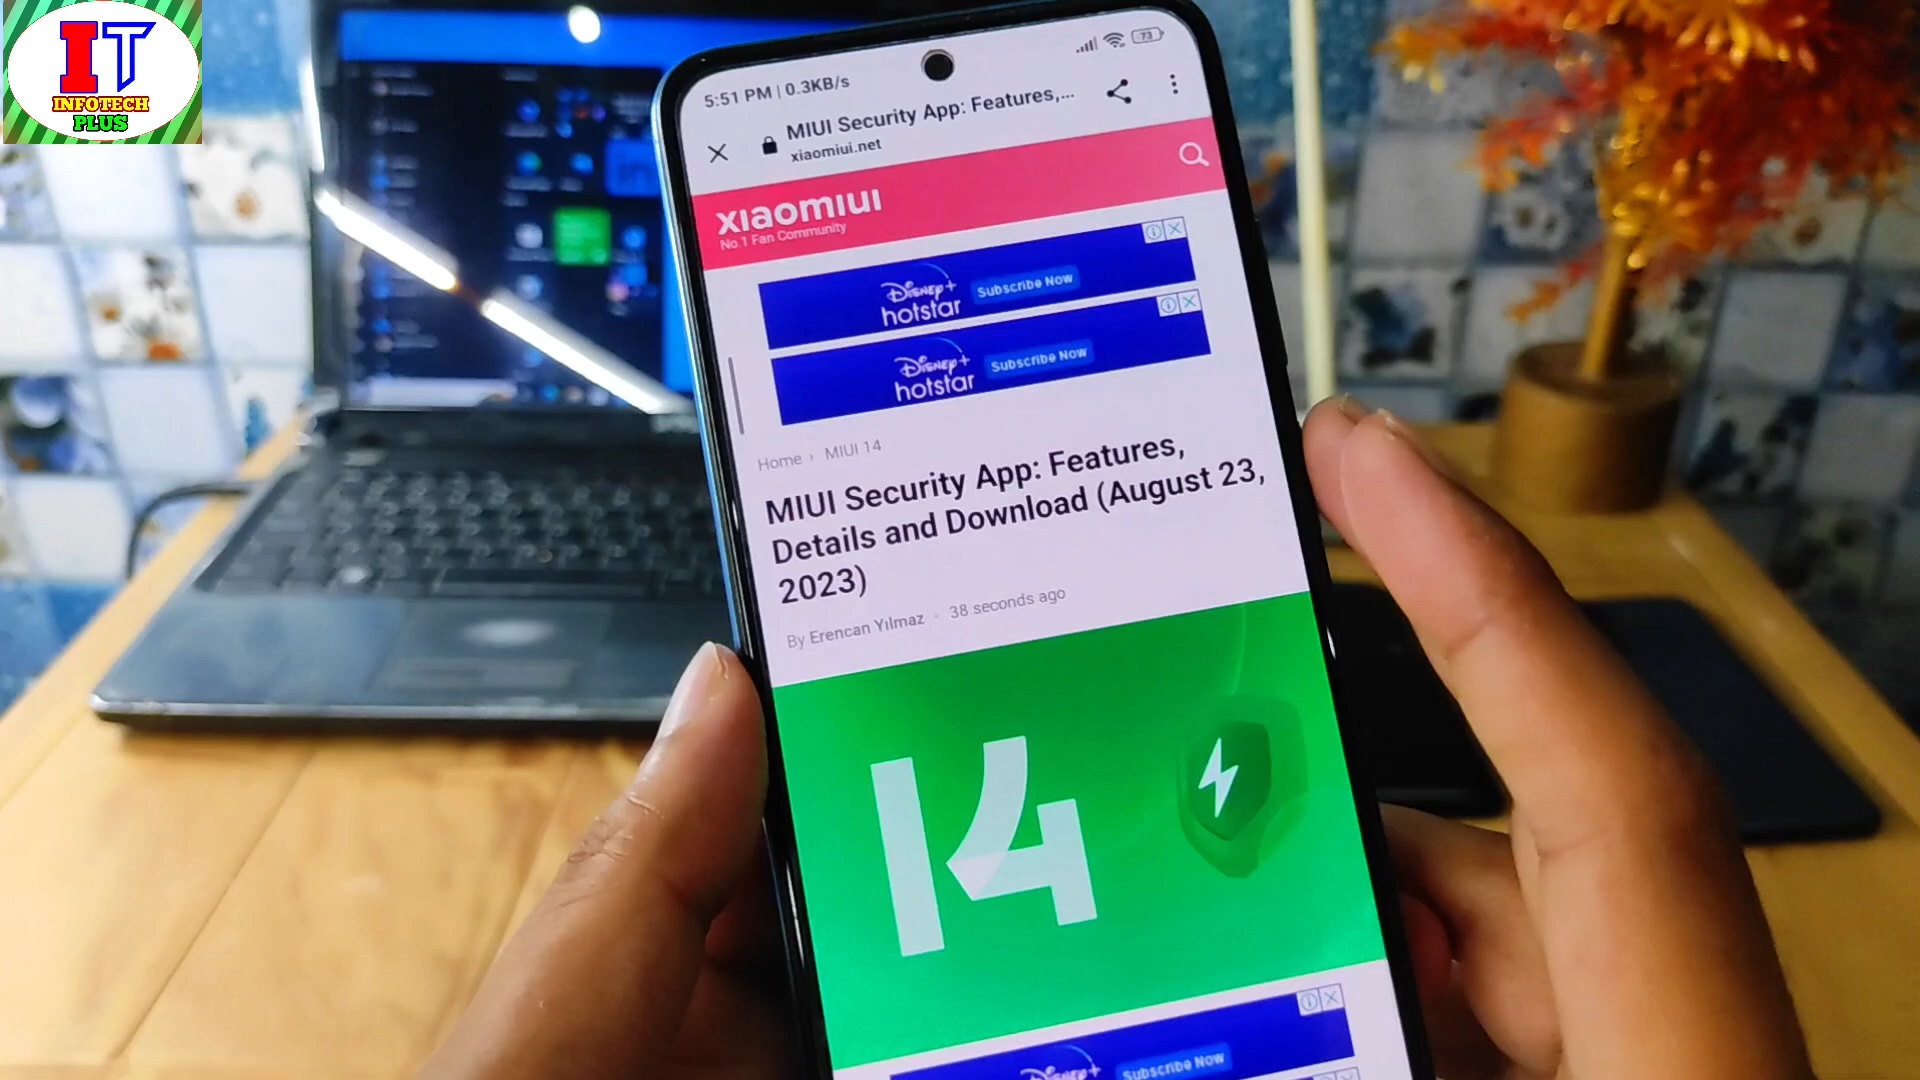 IT
INFOTECH
PLUS
5:51 PM | 0.3KB/s
73
MIUI Security App: Features,...
xiaomiui.net
xiaomiui
No.1 Fan Community
Disney+
hotstar
Subscribe Now
Disney+
hotstar
Subscribe Now
Home › MIUI 14
MIUI Security App: Features,
Details and Download (August 23,
2023)
By Erencan Yılmaz - 38 seconds ago
14
Disney+
Subscribe Now